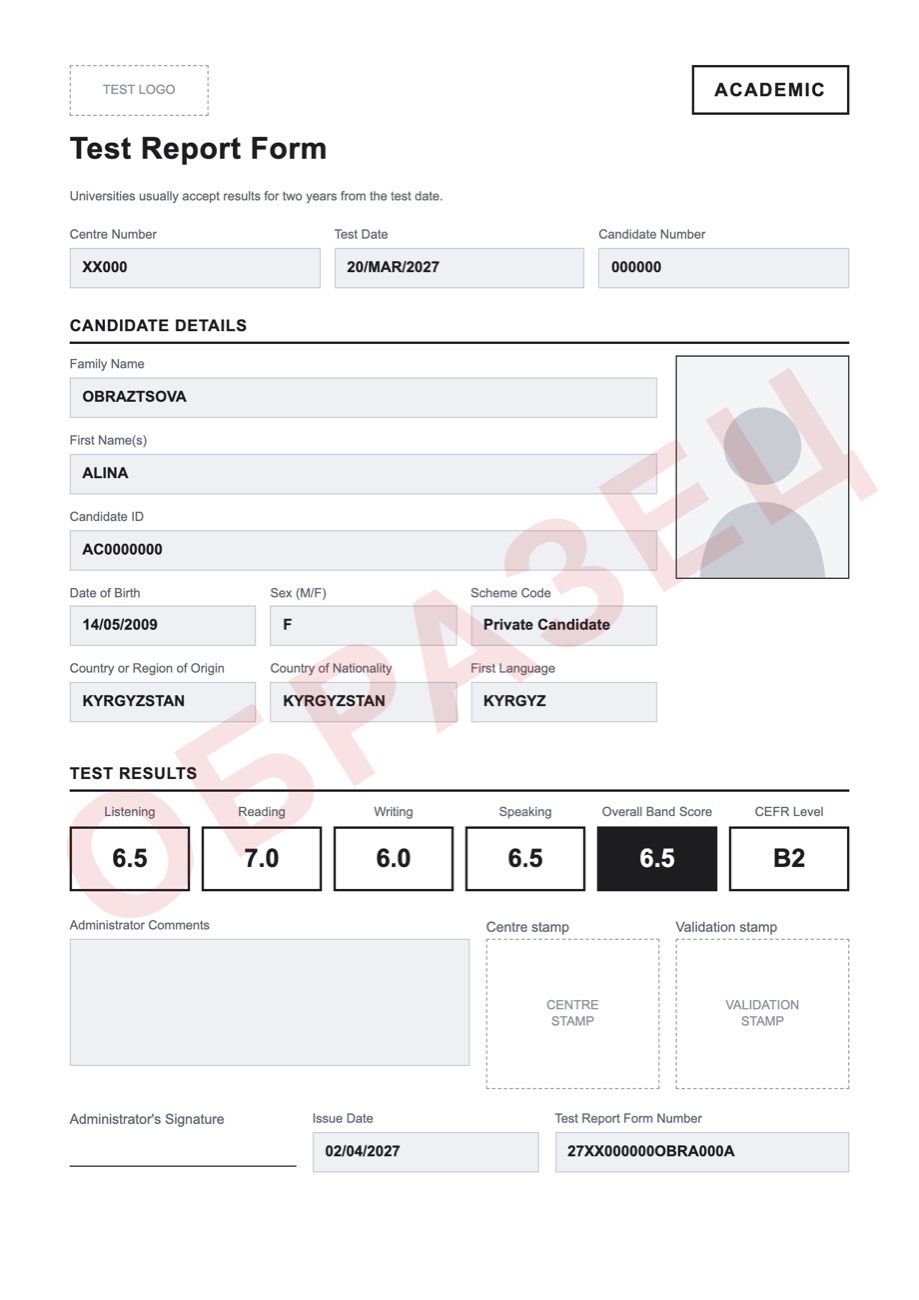 TEST LOGO
ACADEMIC
Test Report Form
Universities usually accept results for two years from the test date.
Centre Number Test Date Candidate Number
XX000 20/MAR/2027 000000
CANDIDATE DETAILS
Family Name
OBRAZTSOVA
First Name(s)
ALINA
Candidate ID
AC0000000
Date of Birth Sex (M/F) Scheme Code
14/05/2009 F Private Candidate
Country or Region of Origin Country of Nationality First Language
KYRGYZSTAN KYRGYZSTAN KYRGYZ
ОБРАЗЕЦ
TEST RESULTS
Listening Reading Writing Speaking Overall Band Score CEFR Level
6.5 7.0 6.0 6.5 6.5 B2
Administrator Comments Centre stamp Validation stamp
CENTRE
STAMP
VALIDATION
STAMP
Administrator's Signature Issue Date Test Report Form Number
02/04/2027 27XX000000OBRA000A